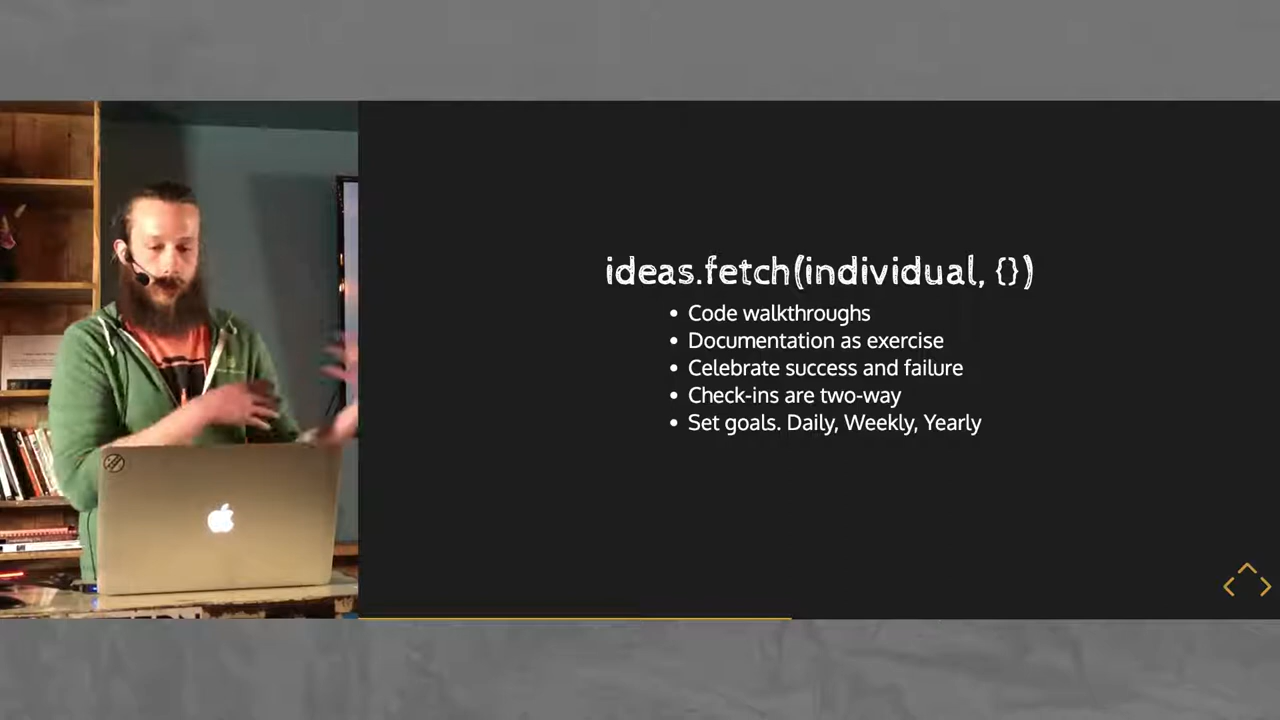 ideas.fetch(individual, {})
Code walkthroughs
Documentation as exercise
Celebrate success and failure
Check-ins are two-way
Set goals. Daily, Weekly, Yearly